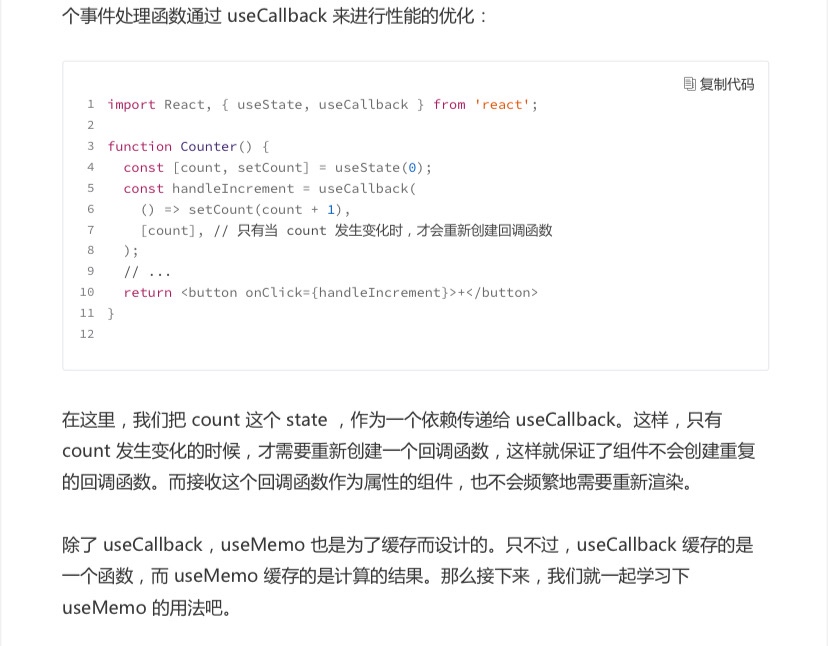 个事件处理函数通过 useCallback 来进行性能的优化：
复制代码
1 import React, { useState, useCallback } from 'react';
2
3 function Counter() {
4   const [count, setCount] = useState(0);
5   const handleIncrement = useCallback(
6     () => setCount(count + 1),
7     [count], // 只有当 count 发生变化时，才会重新创建回调函数
8   );
9   // ...
10   return <button onClick={handleIncrement}>+</button>
11 }
12
在这里，我们把 count 这个 state ，作为一个依赖传递给 useCallback。这样，只有
count 发生变化的时候，才需要重新创建一个回调函数，这样就保证了组件不会创建重复
的回调函数。而接收这个回调函数作为属性的组件，也不会频繁地需要重新渲染。
除了 useCallback，useMemo 也是为了缓存而设计的。只不过，useCallback 缓存的是
一个函数，而 useMemo 缓存的是计算的结果。那么接下来，我们就一起学习下
useMemo 的用法吧。